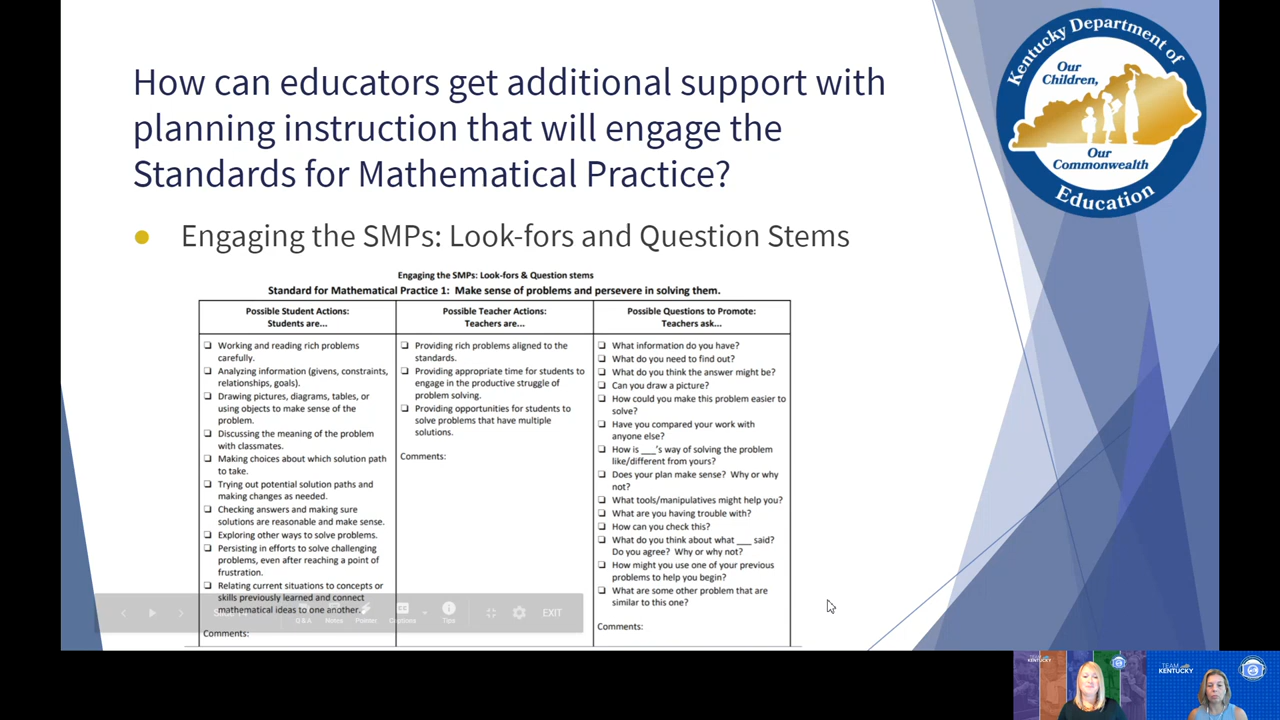 How can educators get additional support with
planning instruction that will engage the
Standards for Mathematical Practice?
Kentucky Department of
Education
Our
Children,
Our
Commonwealth
Engaging the SMPs: Look-fors and Question Stems
Engaging the SMPs: Look-fors & Question stems
Standard for Mathematical Practice 1: Make sense of problems and persevere in solving them.
Possible Student Actions:
Students are...
Working and reading rich problems
carefully.
Analyzing information (givens, constraints,
relationships, goals).
Drawing pictures, diagrams, tables, or
using objects to make sense of the
problem.
Discussing the meaning of the problem
with classmates.
Making choices about which solution path
to take.
Trying out potential solution paths and
making changes as needed.
Checking answers and making sure
solutions are reasonable and make sense.
Exploring other ways to solve problems.
Persisting in efforts to solve challenging
problems, even after reaching a point of
frustration.
Relating current situations to concepts or
skills previously learned and connect
mathematical ideas to one another.
Comments:
Possible Teacher Actions:
Teachers are...
Providing rich problems aligned to the
standards.
Providing appropriate time for students to
engage in the productive struggle of
problem solving.
Providing opportunities for students to
solve problems that have multiple
solutions.
Comments:
Possible Questions to Promote:
Teachers ask...
What information do you have?
What do you need to find out?
What do you think the answer might be?
Can you draw a picture?
How could you make this problem easier to
solve?
Have you compared your work with
anyone else?
How is ___'s way of solving the problem
like/different from yours?
Does your plan make sense? Why or why
not?
What tools/manipulatives might help you?
What are you having trouble with?
How can you check this?
What do you think about what ___ said?
Do you agree? Why or why not?
How might you use one of your previous
problems to help you begin?
What are some other problem that are
similar to this one?
Comments:
Q & A
Notes
Pointer
Captions
Tips
EXIT
TEAM
KENTUCKY
TEAM
KENTUCKY